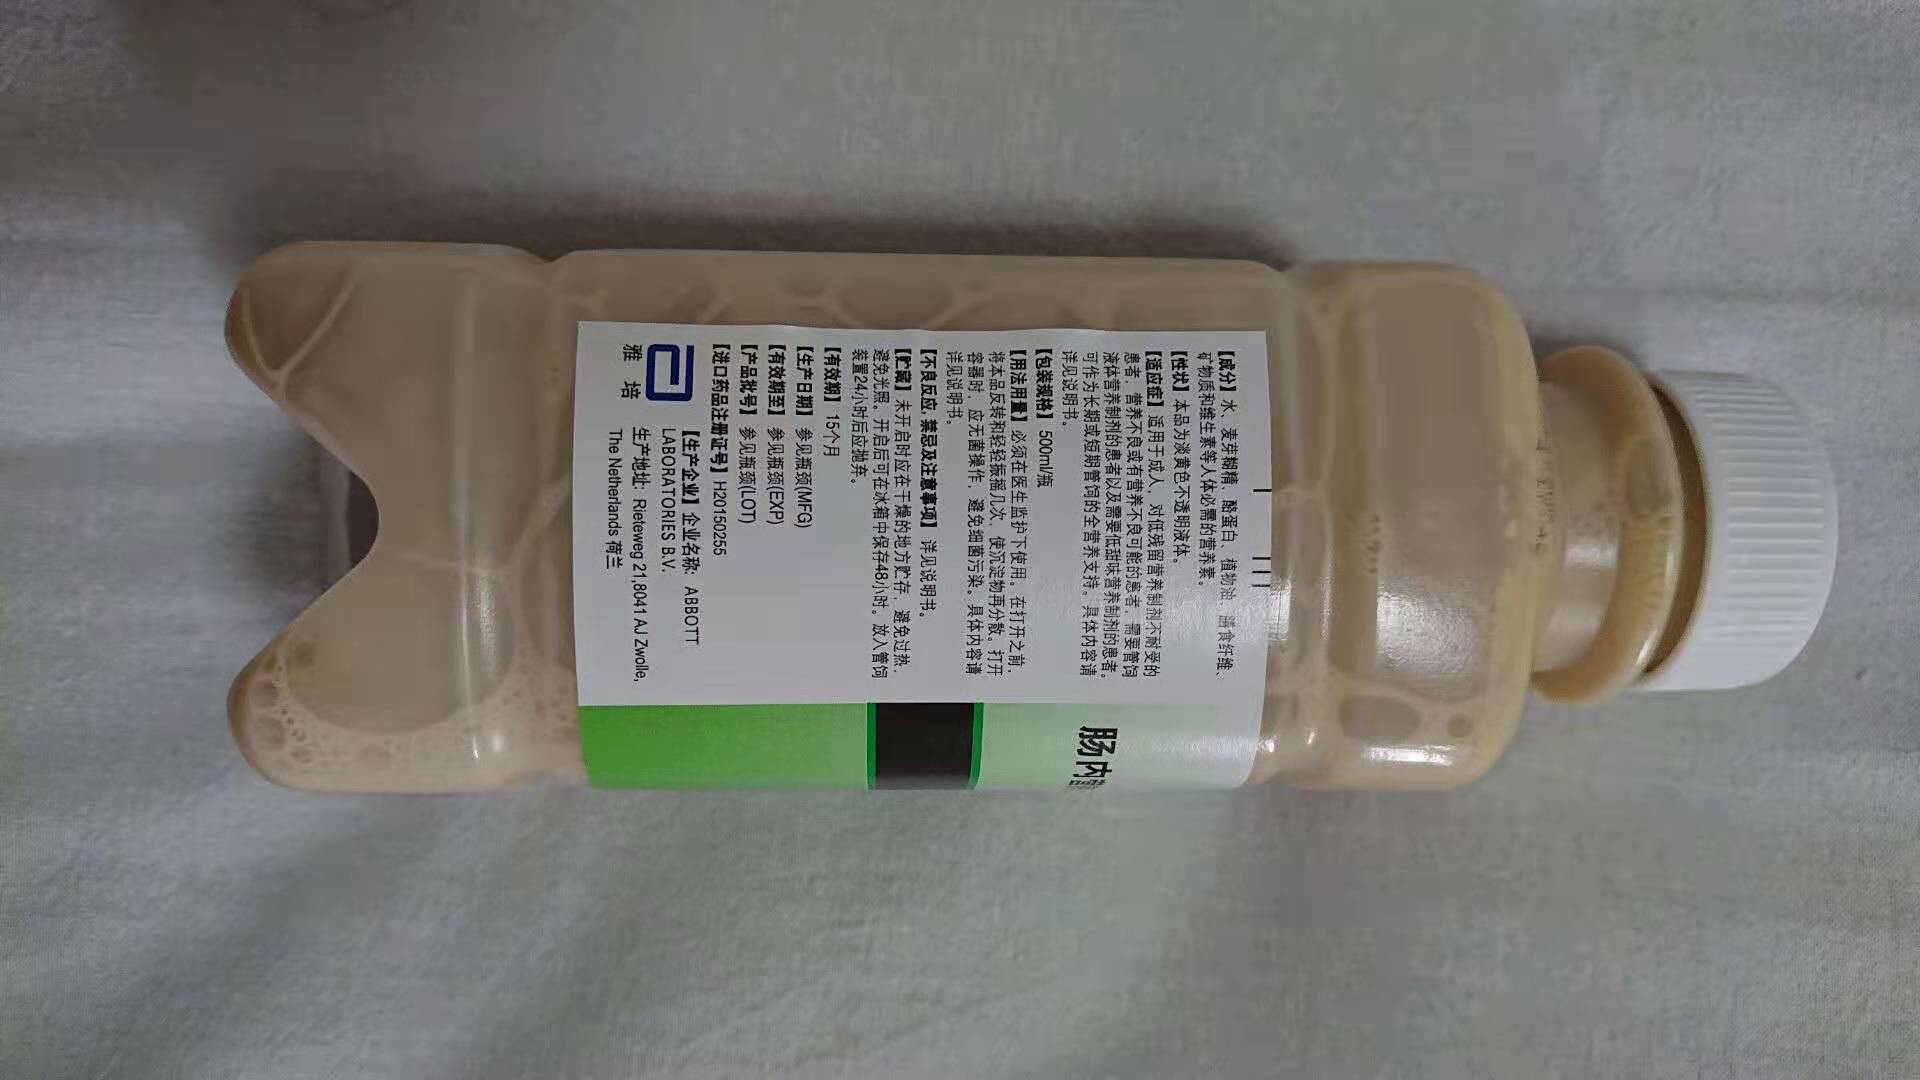 【成分】水、麦芽糊精、酪蛋白、植物油、膳食纤维、
矿物质和维生素等人体必需的营养素。
【性状】本品为淡黄色不透明液体。
【适应症】适用于成人，对低残留营养制剂不耐受的
患者，营养不良或有营养不良可能的患者，需要管饲
液体营养制剂的患者以及需要低甜味营养制剂的患者。
可作为长期或短期管饲的全营养支持。具体内容请
详见说明书。
【包装规格】 500ml/瓶
【用法用量】必须在医生监护下使用。在打开之前，
将本品反转和轻轻振摇几次，使沉淀物再分散。打开
容器时，应无菌操作，避免细菌污染。具体内容请
详见说明书。
【不良反应，禁忌及注意事项】 详见说明书。
【贮藏】未开启时应在干燥的地方贮存，避免过热，
避免光照。开启后可在冰箱中保存48小时。放入管饲
装置24小时后应抛弃。
【有效期】 15个月
【生产日期】 参见瓶颈(MFG)
【有效期至】 参见瓶颈(EXP)
【产品批号】 参见瓶颈(LOT)
【进口药品注册证号】H20150255
【生产企业】企业名称: ABBOTT
LABORATORIES B.V.
生产地址: Rieteweg 21,8041 AJ Zwolle,
The Netherlands 荷兰
雅培
肠内